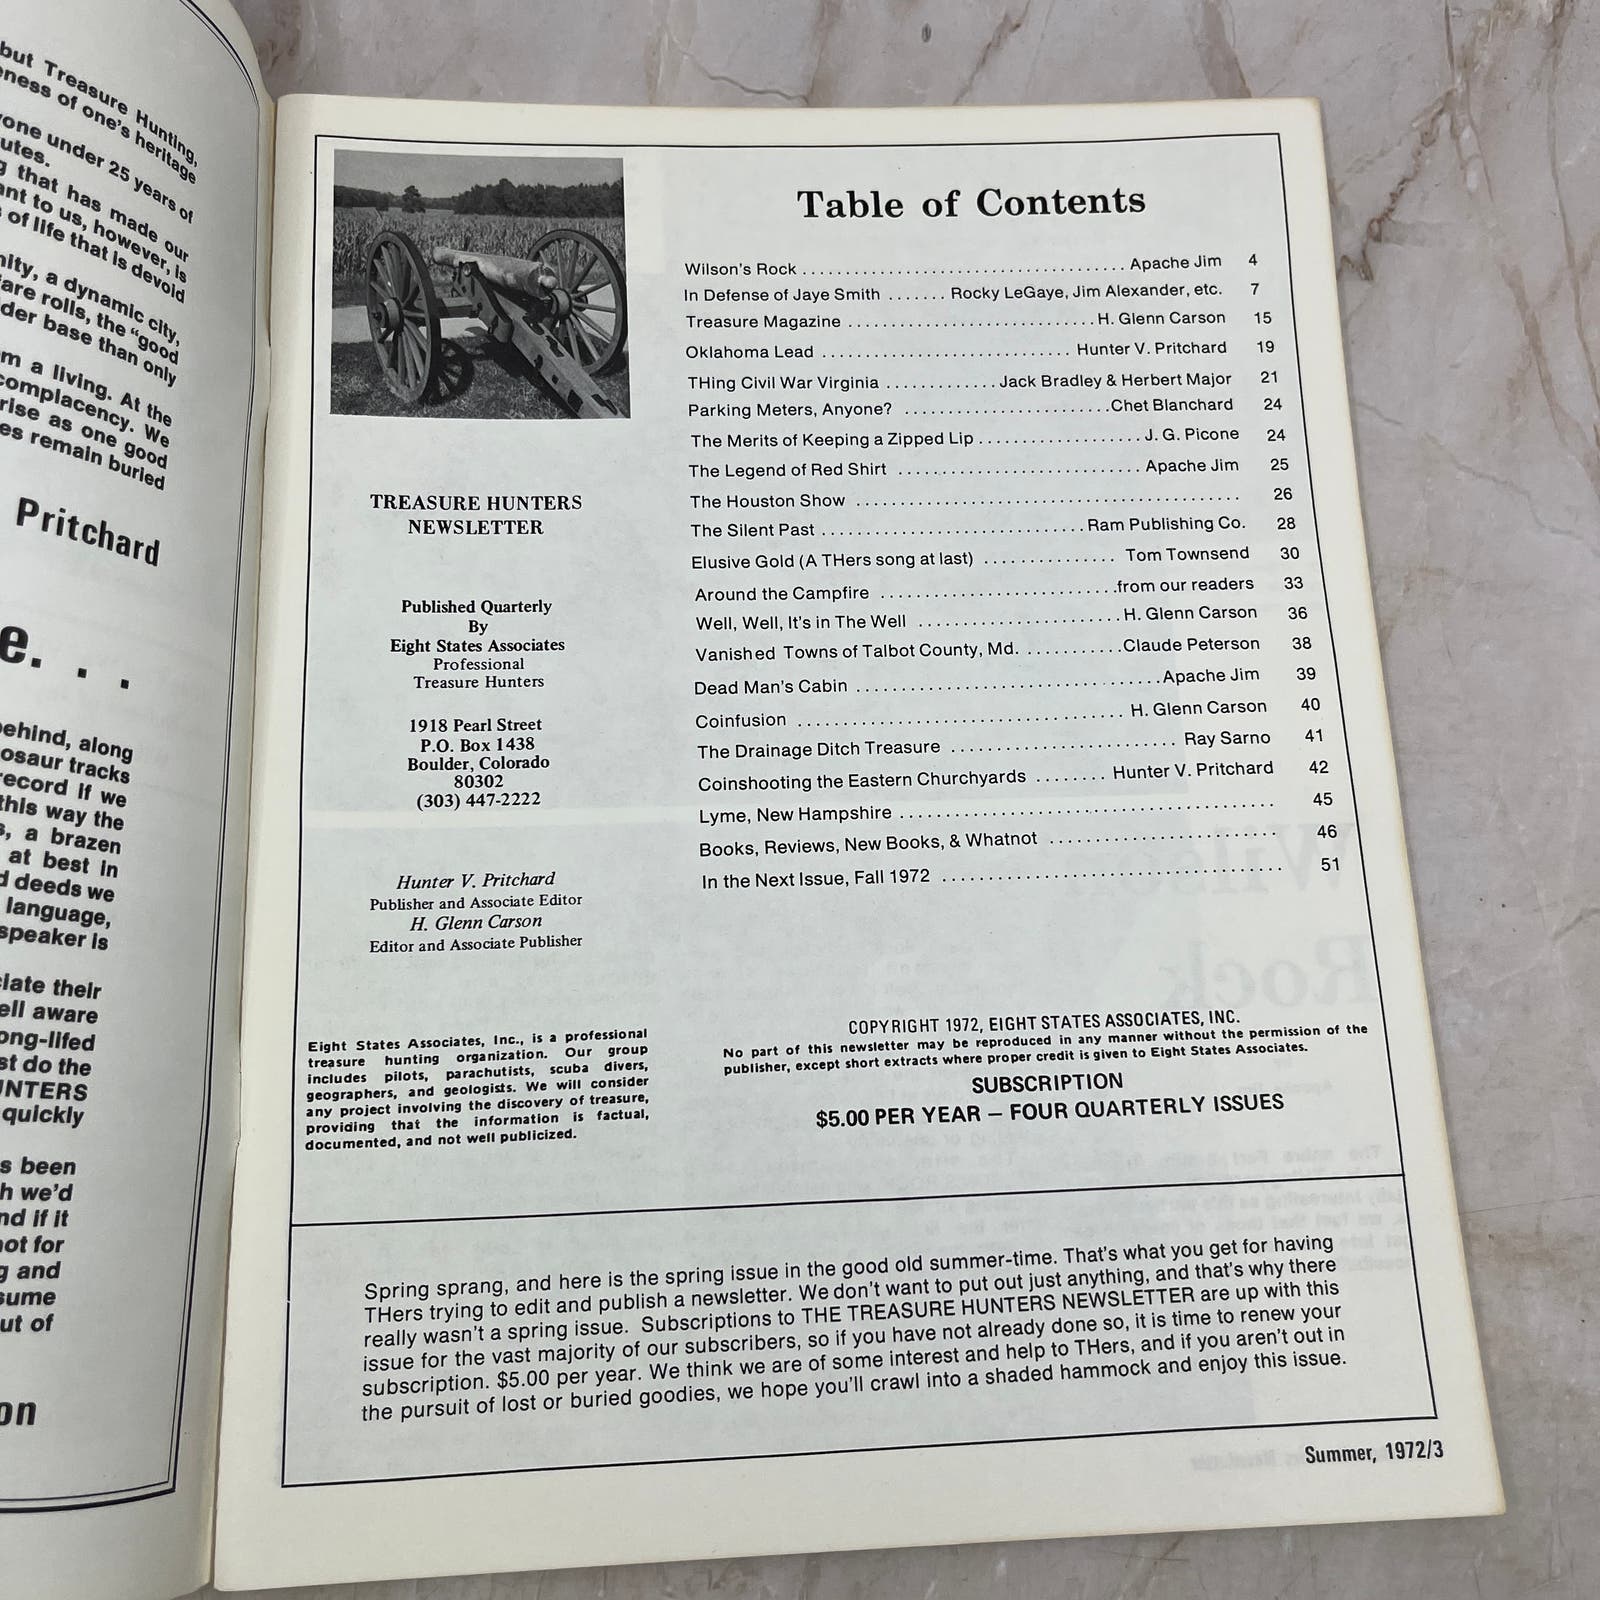 but Treasure Hunting,
eness of one's heritage
one under 25 years of
utes.
g that has made our
ant to us, however, is
of life that is devoid
nity, a dynamic city,
are rolls, the "good
der base than only
m a living. At the
complacency. We
rise as one good
es remain buried
Pritchard
e. . .
behind, along
osaur tracks
record if we
this way the
s, a brazen
at best in
d deeds we
language,
speaker is
ciate their
ell aware
ong-lifed
st do the
UNTERS
quickly
s been
h we'd
nd if it
not for
g and
sume
ut of
on
Table of Contents
Wilson's Rock . . . . . . . . . . . . . . . . . . . . Apache Jim 4
In Defense of Jaye Smith . . . . . . . Rocky LeGaye, Jim Alexander, etc. 7
Treasure Magazine . . . . . . . . . . . . . . . . . . . . H. Glenn Carson 15
Oklahoma Lead . . . . . . . . . . . . . . . . . . . . Hunter V. Pritchard 19
THing Civil War Virginia . . . . . . . . . . . . . Jack Bradley & Herbert Major 21
Parking Meters, Anyone? . . . . . . . . . . . . . . . . . . . . Chet Blanchard 24
The Merits of Keeping a Zipped Lip . . . . . . . . . . . . . . . . . . . J. G. Picone 24
The Legend of Red Shirt . . . . . . . . . . . . . . . . . . . . Apache Jim 25
The Houston Show . . . . . . . . . . . . . . . . . . . . 26
The Silent Past . . . . . . . . . . . . . . . . . . . . Ram Publishing Co. 28
Elusive Gold (A THers song at last) . . . . . . . . . . . . . . . Tom Townsend 30
Around the Campfire . . . . . . . . . . . . . . . . . . . . from our readers 33
Well, Well, It's in The Well . . . . . . . . . . . . . . . . . . . . H. Glenn Carson 36
Vanished Towns of Talbot County, Md. . . . . . . . . . . . Claude Peterson 38
Dead Man's Cabin . . . . . . . . . . . . . . . . . . . . Apache Jim 39
Coinfusion . . . . . . . . . . . . . . . . . . . . H. Glenn Carson 40
The Drainage Ditch Treasure . . . . . . . . . . . . . . . . . . . . Ray Sarno 41
Coinshooting the Eastern Churchyards . . . . . . . . Hunter V. Pritchard 42
Lyme, New Hampshire . . . . . . . . . . . . . . . . . . . . 45
Books, Reviews, New Books, & Whatnot . . . . . . . . . . . . . . . . . . . . 46
In the Next Issue, Fall 1972 . . . . . . . . . . . . . . . . . . . . 51
TREASURE HUNTERS
NEWSLETTER
Published Quarterly
By
Eight States Associates
Professional
Treasure Hunters
1918 Pearl Street
P.O. Box 1438
Boulder, Colorado
80302
(303) 447-2222
Hunter V. Pritchard
Publisher and Associate Editor
H. Glenn Carson
Editor and Associate Publisher
Eight States Associates, Inc., is a professional
treasure hunting organization. Our group
includes pilots, parachutists, scuba divers,
geographers, and geologists. We will consider
any project involving the discovery of treasure,
providing that the information is factual,
documented, and not well publicized.
COPYRIGHT 1972, EIGHT STATES ASSOCIATES, INC.
No part of this newsletter may be reproduced in any manner without the permission of the
publisher, except short extracts where proper credit is given to Eight States Associates.
SUBSCRIPTION
$5.00 PER YEAR — FOUR QUARTERLY ISSUES
Spring sprang, and here is the spring issue in the good old summer-time. That's what you get for having
THers trying to edit and publish a newsletter. We don't want to put out just anything, and that's why there
really wasn't a spring issue. Subscriptions to THE TREASURE HUNTERS NEWSLETTER are up with this
issue for the vast majority of our subscribers, so if you have not already done so, it is time to renew your
subscription. $5.00 per year. We think we are of some interest and help to THers, and if you aren't out in
the pursuit of lost or buried goodies, we hope you'll crawl into a shaded hammock and enjoy this issue.
Summer, 1972/3